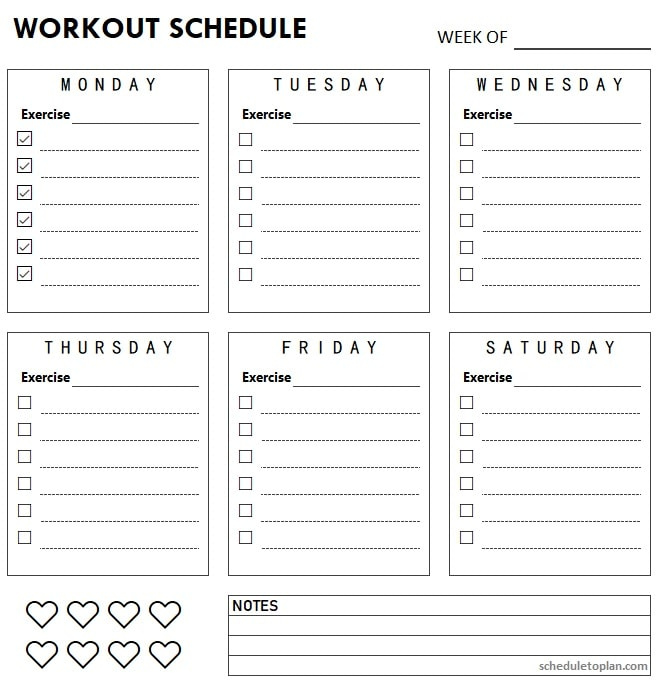 WORKOUT SCHEDULE
WEEK OF
MONDAY
Exercise
TUESDAY
Exercise
WEDNESDAY
Exercise
THURSDAY
Exercise
FRIDAY
Exercise
SATURDAY
Exercise
NOTES
scheduletoplan.com